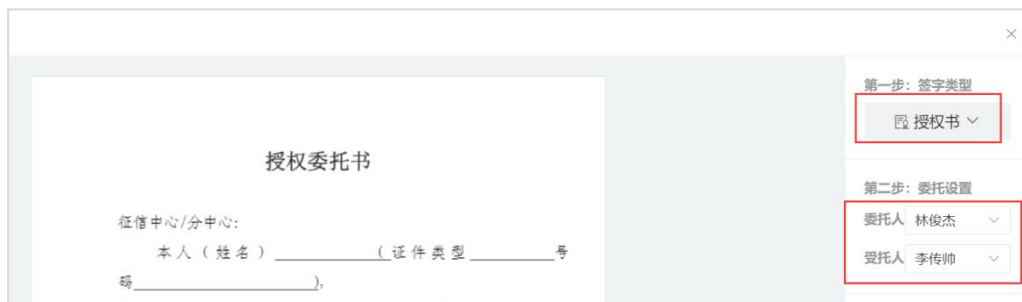 第一步：签字类型
授权书
授权委托书
第二步：委托设置
征信中心/分中心:
委托人 林俊杰
本人（姓名）____________(证件类型_________号
受托人 李传帅
码____________________),